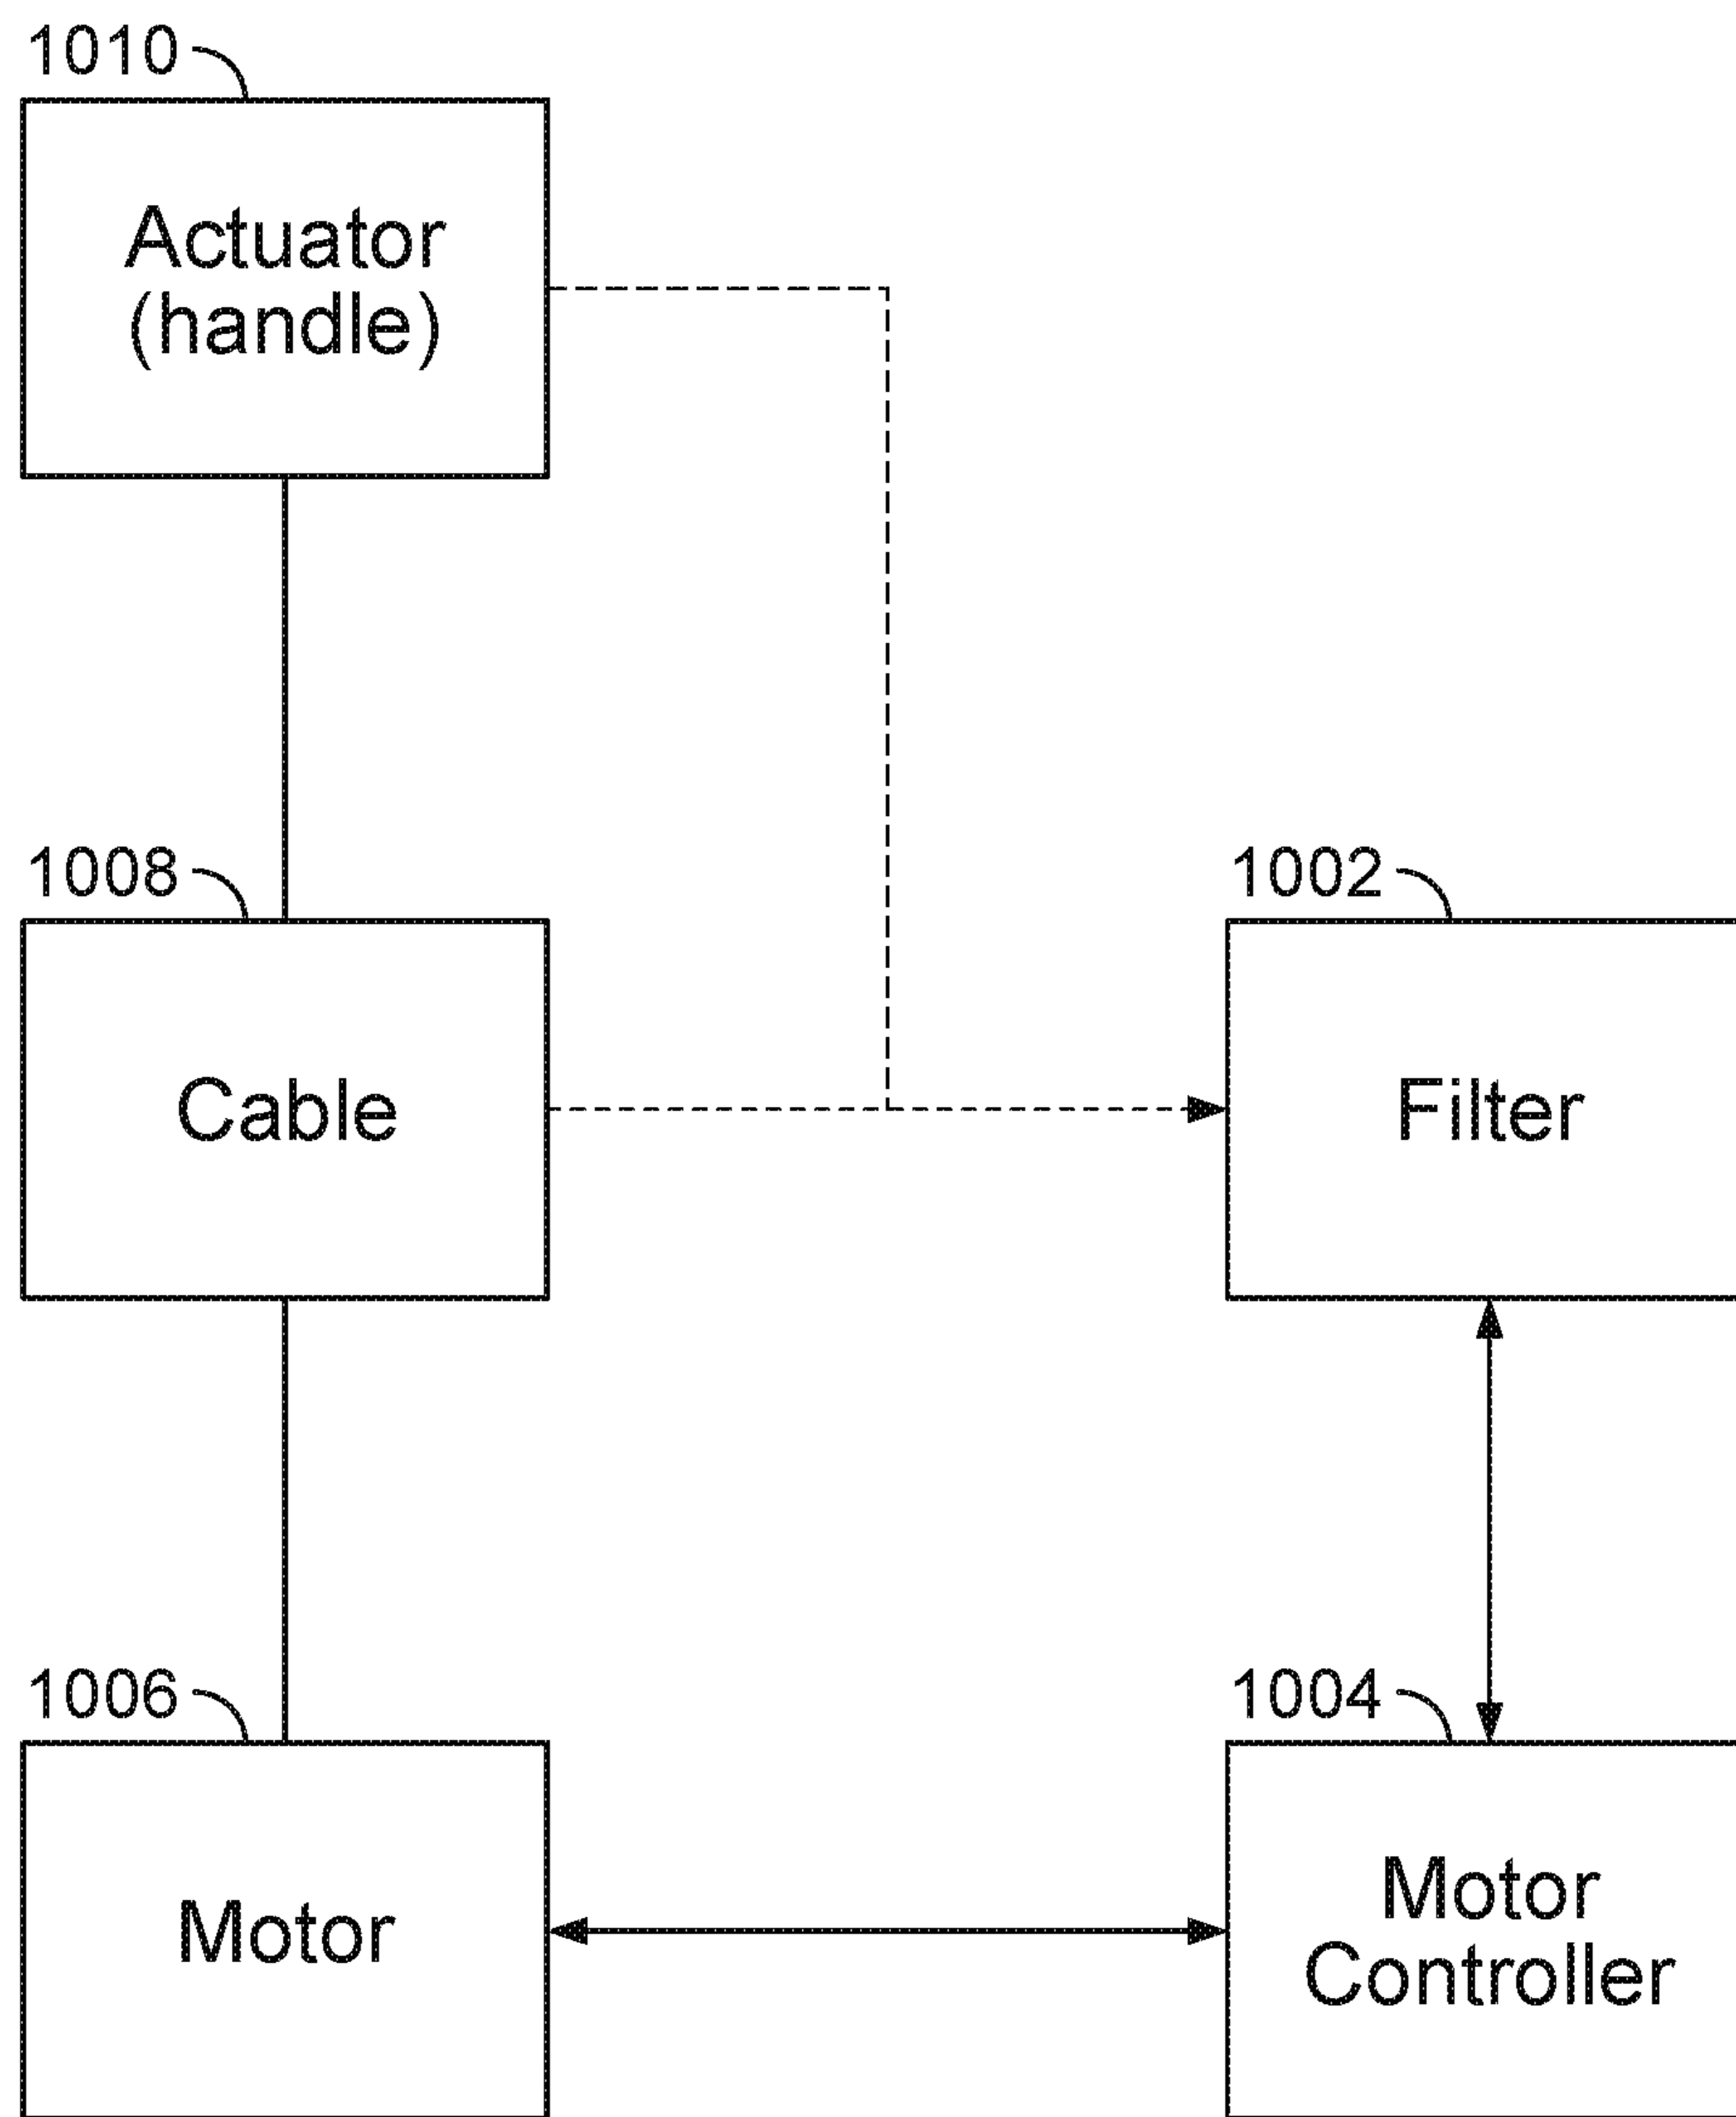 1010
Actuator
(handle)
1008
Cable
1002
Filter
1006
Motor
1004
Motor
Controller